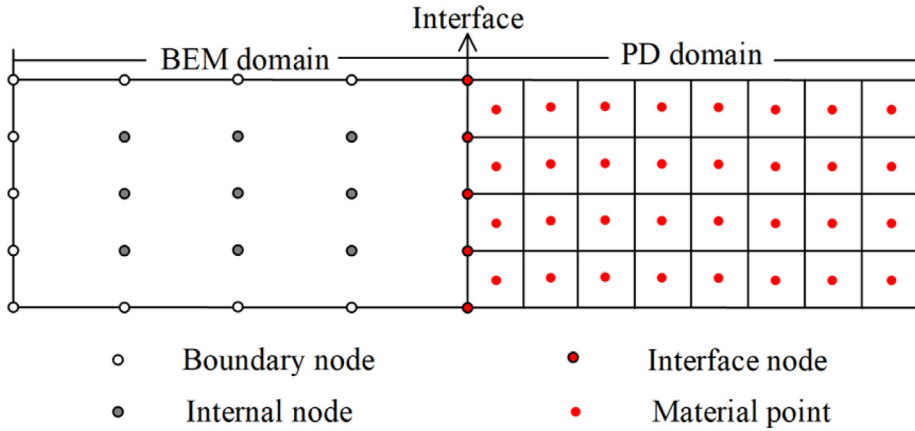 Interface
BEM domain
PD domain
Boundary node
Interface node
Internal node
Material point